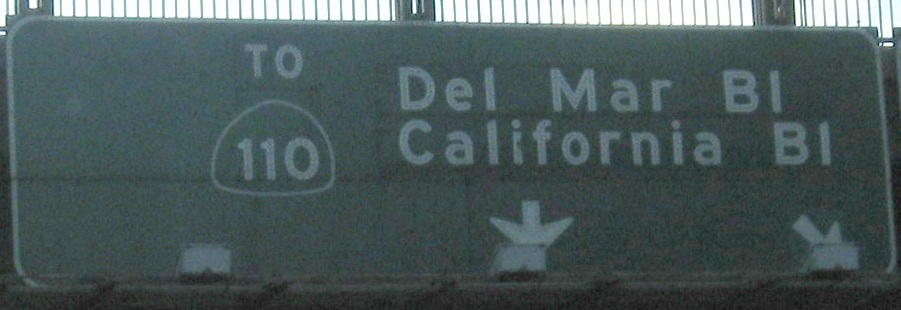 TO
110
Del Mar Bl
California Bl